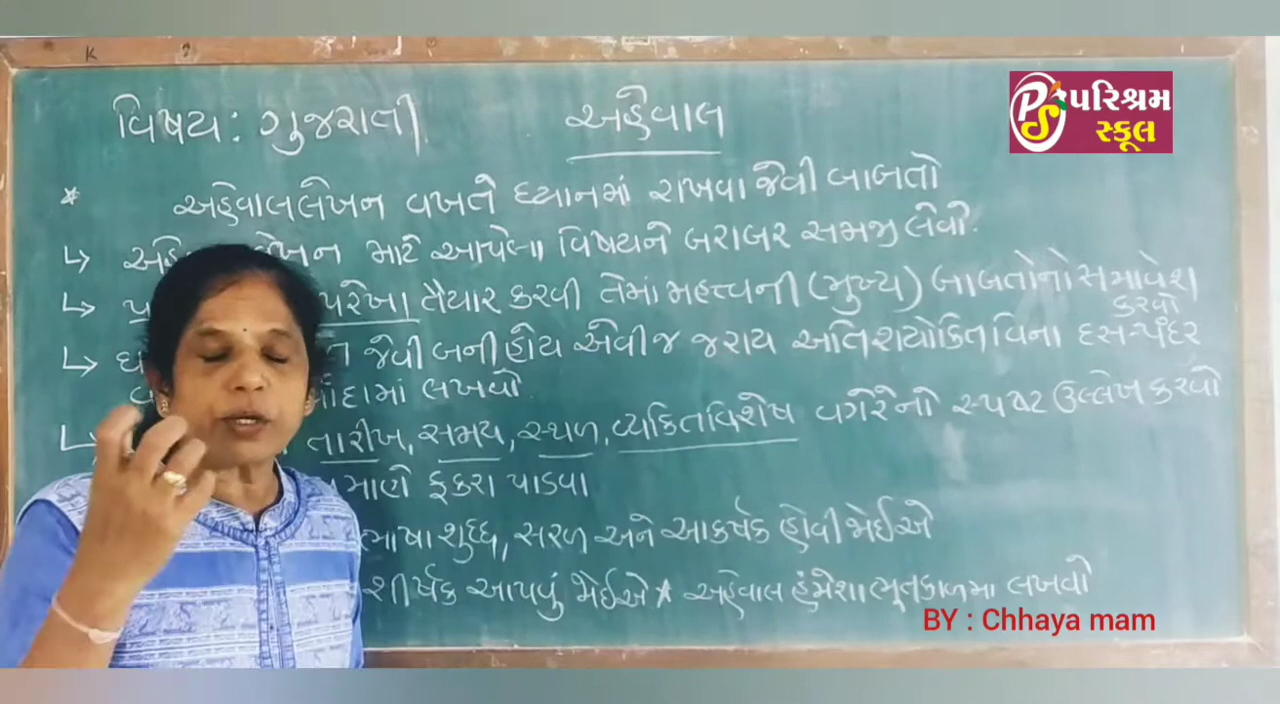 વિષય : ગુજરાતી
અહેવાલ
પરિશ્રમ
સ્કૂલ
* અહેવાલલેખન વખતે ધ્યાનમાં રાખવા જેવી બાબતો
↳ માટે આપેલા વિષયને બરાબર સમજી લેવો.
↳ તૈયાર કરવી તેમાં મહત્ત્વની (મુખ્ય) બાબતોનો સમાવેશ
કરવો
↳ જેવી બની હોય એવી જ જરાય અતિશયોકિત વિના દસ-પંદર
લખવો.
↳ તારીખ, સમય, સ્થળ, વ્યકિતવિશેષ વગેરેનો સ્પષ્ટ ઉલ્લેખ કરવો
ફકરા પાડવા
ભાષા શુદ્ધ, સરળ અને આકર્ષક હોવી જોઈએ
શીર્ષક આપવું જોઈએ * અહેવાલ હંમેશા ભૂતકાળમા લખવો
BY : Chhaya mam